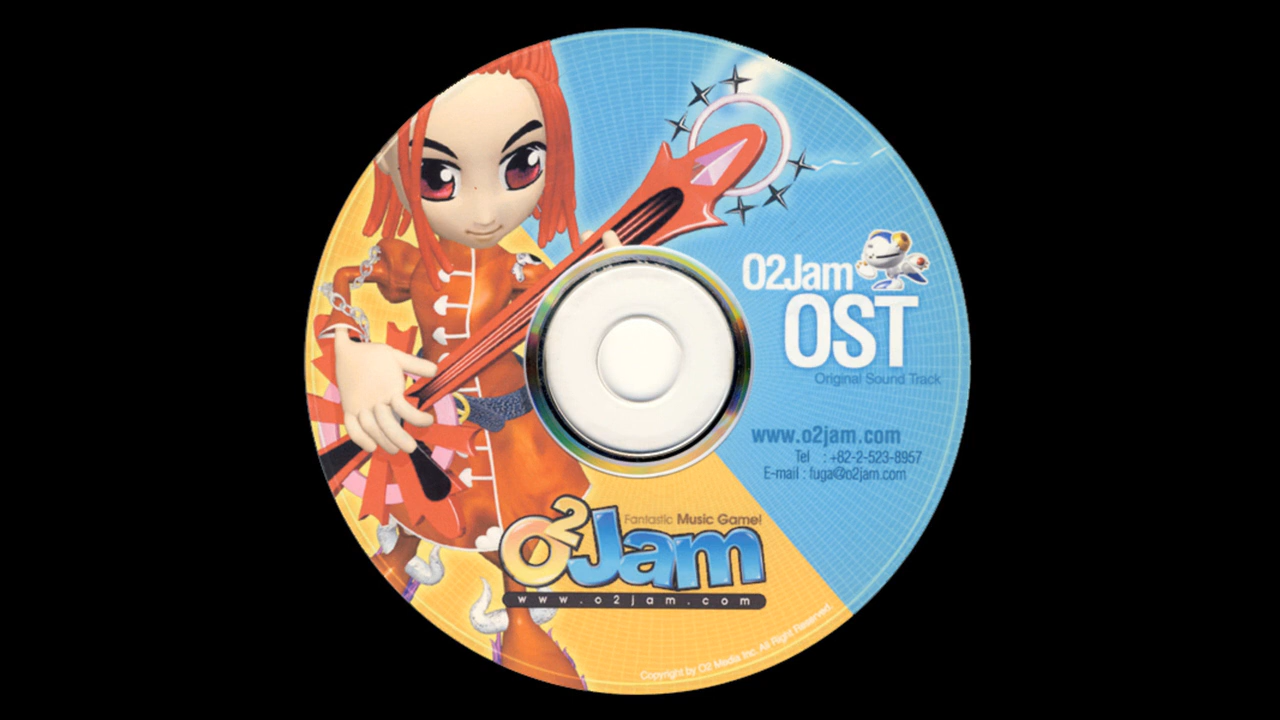 O2Jam
OST
Original Sound Track
www.o2jam.com
Tel : +82-2-523-8957
E-mail : fuga@o2jam.com
Fantastic Music Game!
O2Jam
www.o2jam.com
Copyright by O2 Media Inc. All Right Reserved.